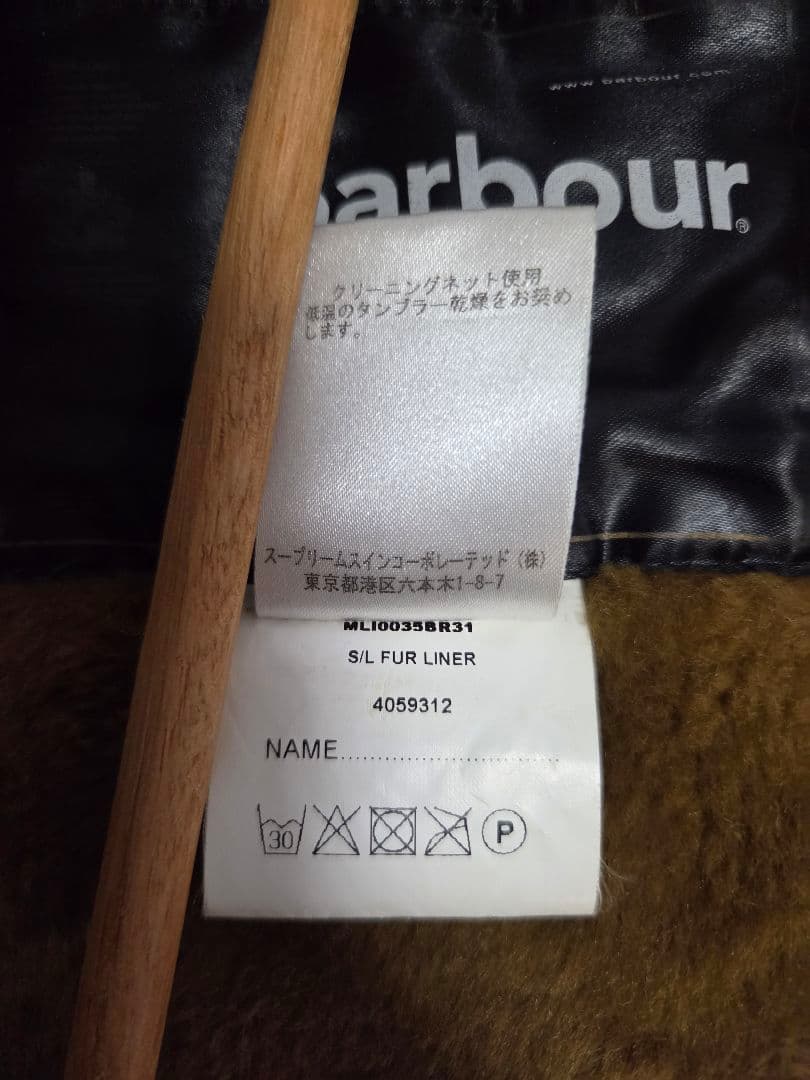 www.barbour.com
barbour®
クリーニングネット使用
低温のタンブラー乾燥をお奨め
します。
スープリームスインコーポレーテッド（株）
東京都港区六本木1-8-7
MLI0035BR31
S/L FUR LINER
4059312
NAME..............................
30
P